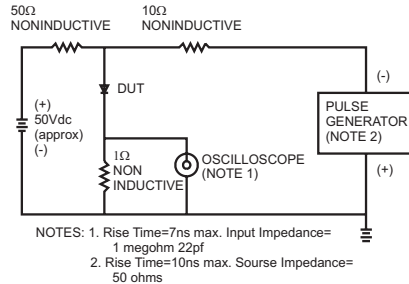 50Ω
NONINDUCTIVE
10Ω
NONINDUCTIVE
DUT
(+)
50Vdc
(approx)
(-)
1Ω
NON
INDUCTIVE
OSCILLOSCOPE
(NOTE 1)
(-)
PULSE
GENERATOR
(NOTE 2)
(+)
NOTES: 1. Rise Time=7ns max. Input Impedance=
1 megohm 22pf
2. Rise Time=10ns max. Sourse Impedance=
50 ohms